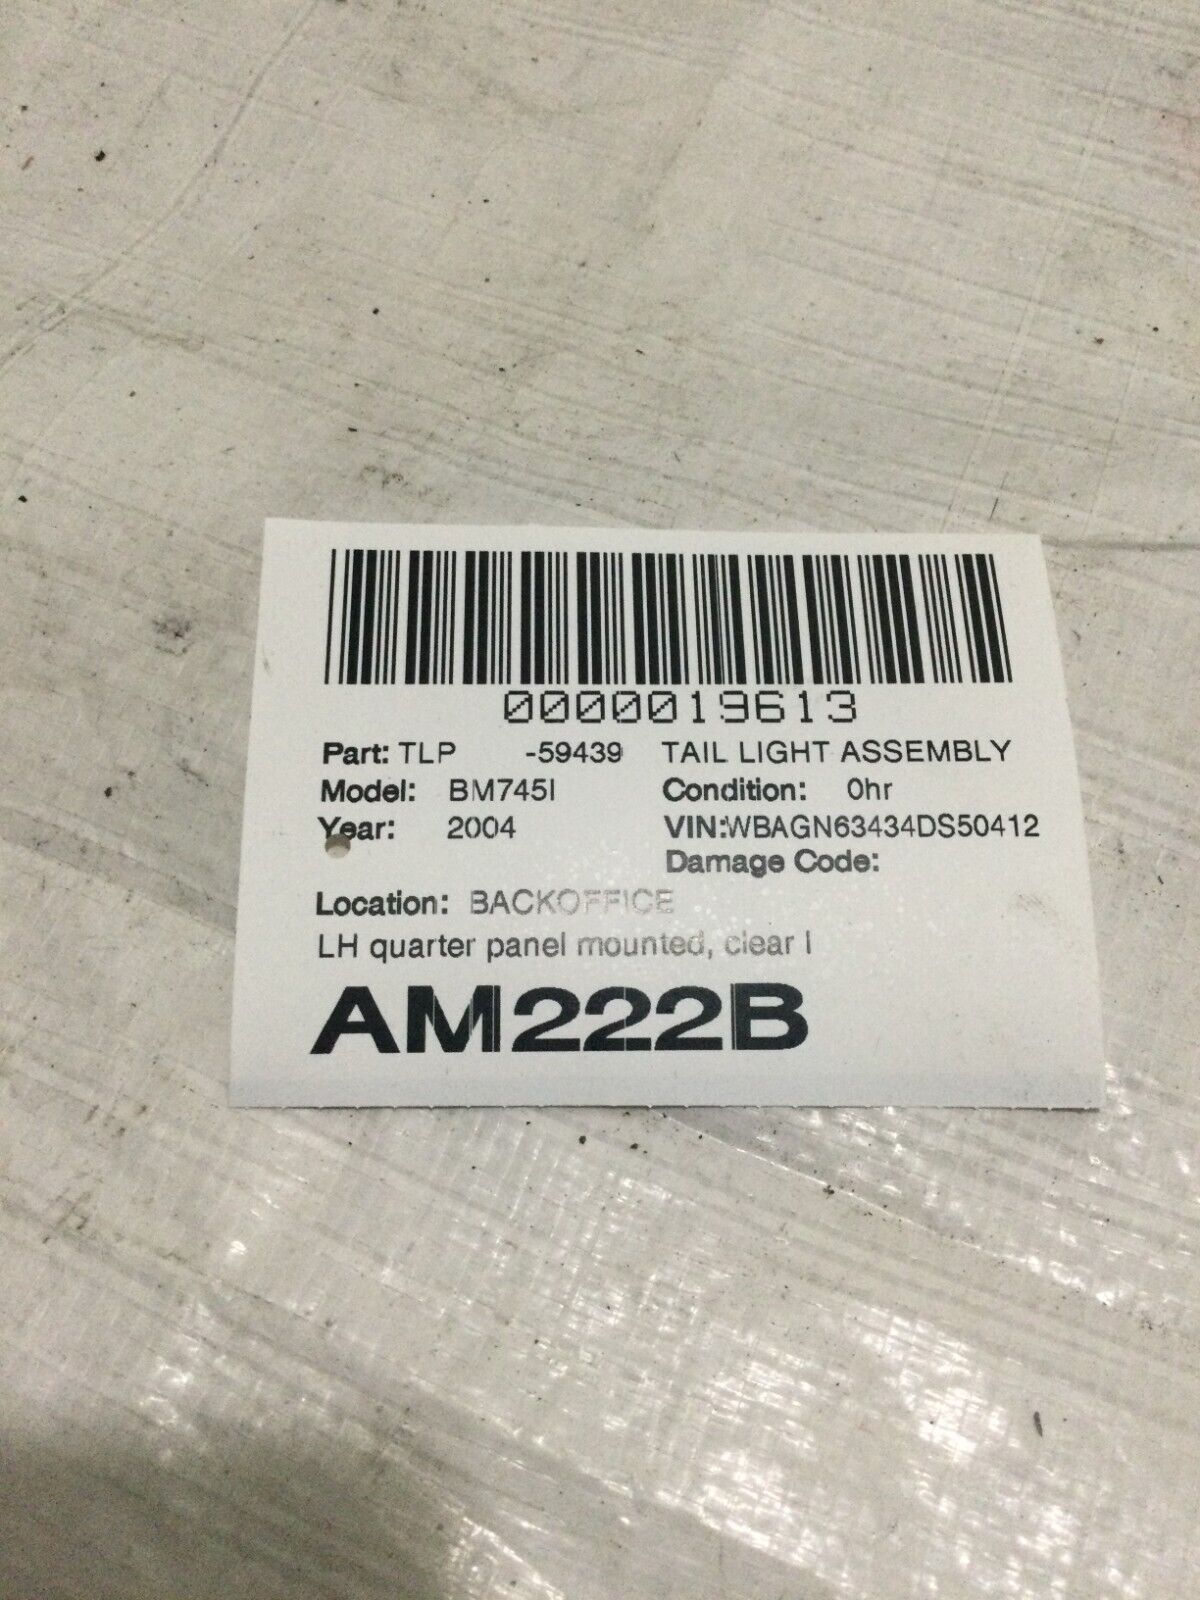 0000019613
Part: TLP -59439 TAIL LIGHT ASSEMBLY
Model: BM745I Condition: 0hr
Year: 2004 VIN:WBAGN63434DS50412
Damage Code:
Location: BACKOFFICE
LH quarter panel mounted, clear l
AM222B